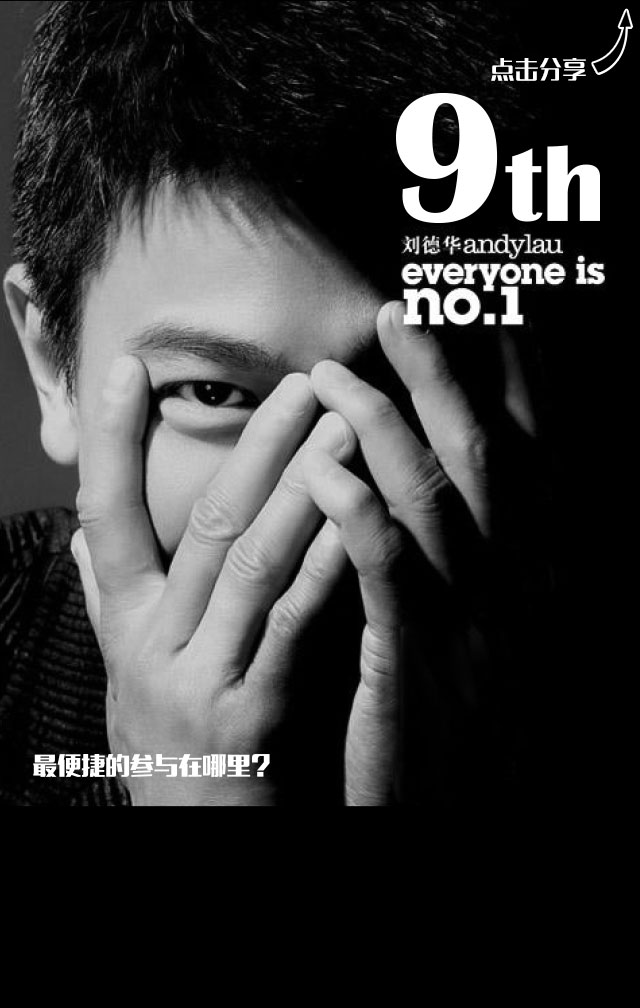 点击分享
9th
刘德华andylau
everyone is
no.1
最便捷的参与在哪里?